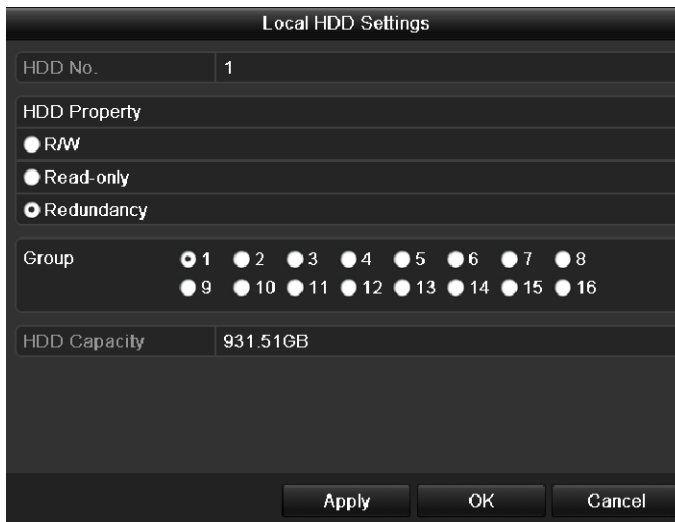 Local HDD Settings
HDD No. 1
HDD Property
R/W
Read-only
Redundancy
Group 1 2 3 4 5 6 7 8
9 10 11 12 13 14 15 16
HDD Capacity 931.51GB
Apply OK Cancel